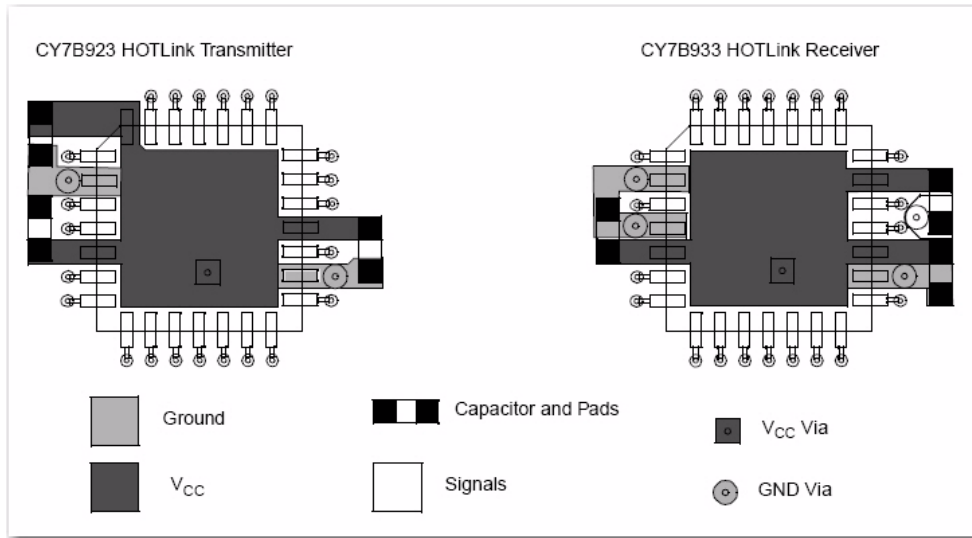 CY7B923 HOTLink Transmitter
CY7B933 HOTLink Receiver
Ground
Capacitor and Pads
VCC Via
VCC
Signals
GND Via